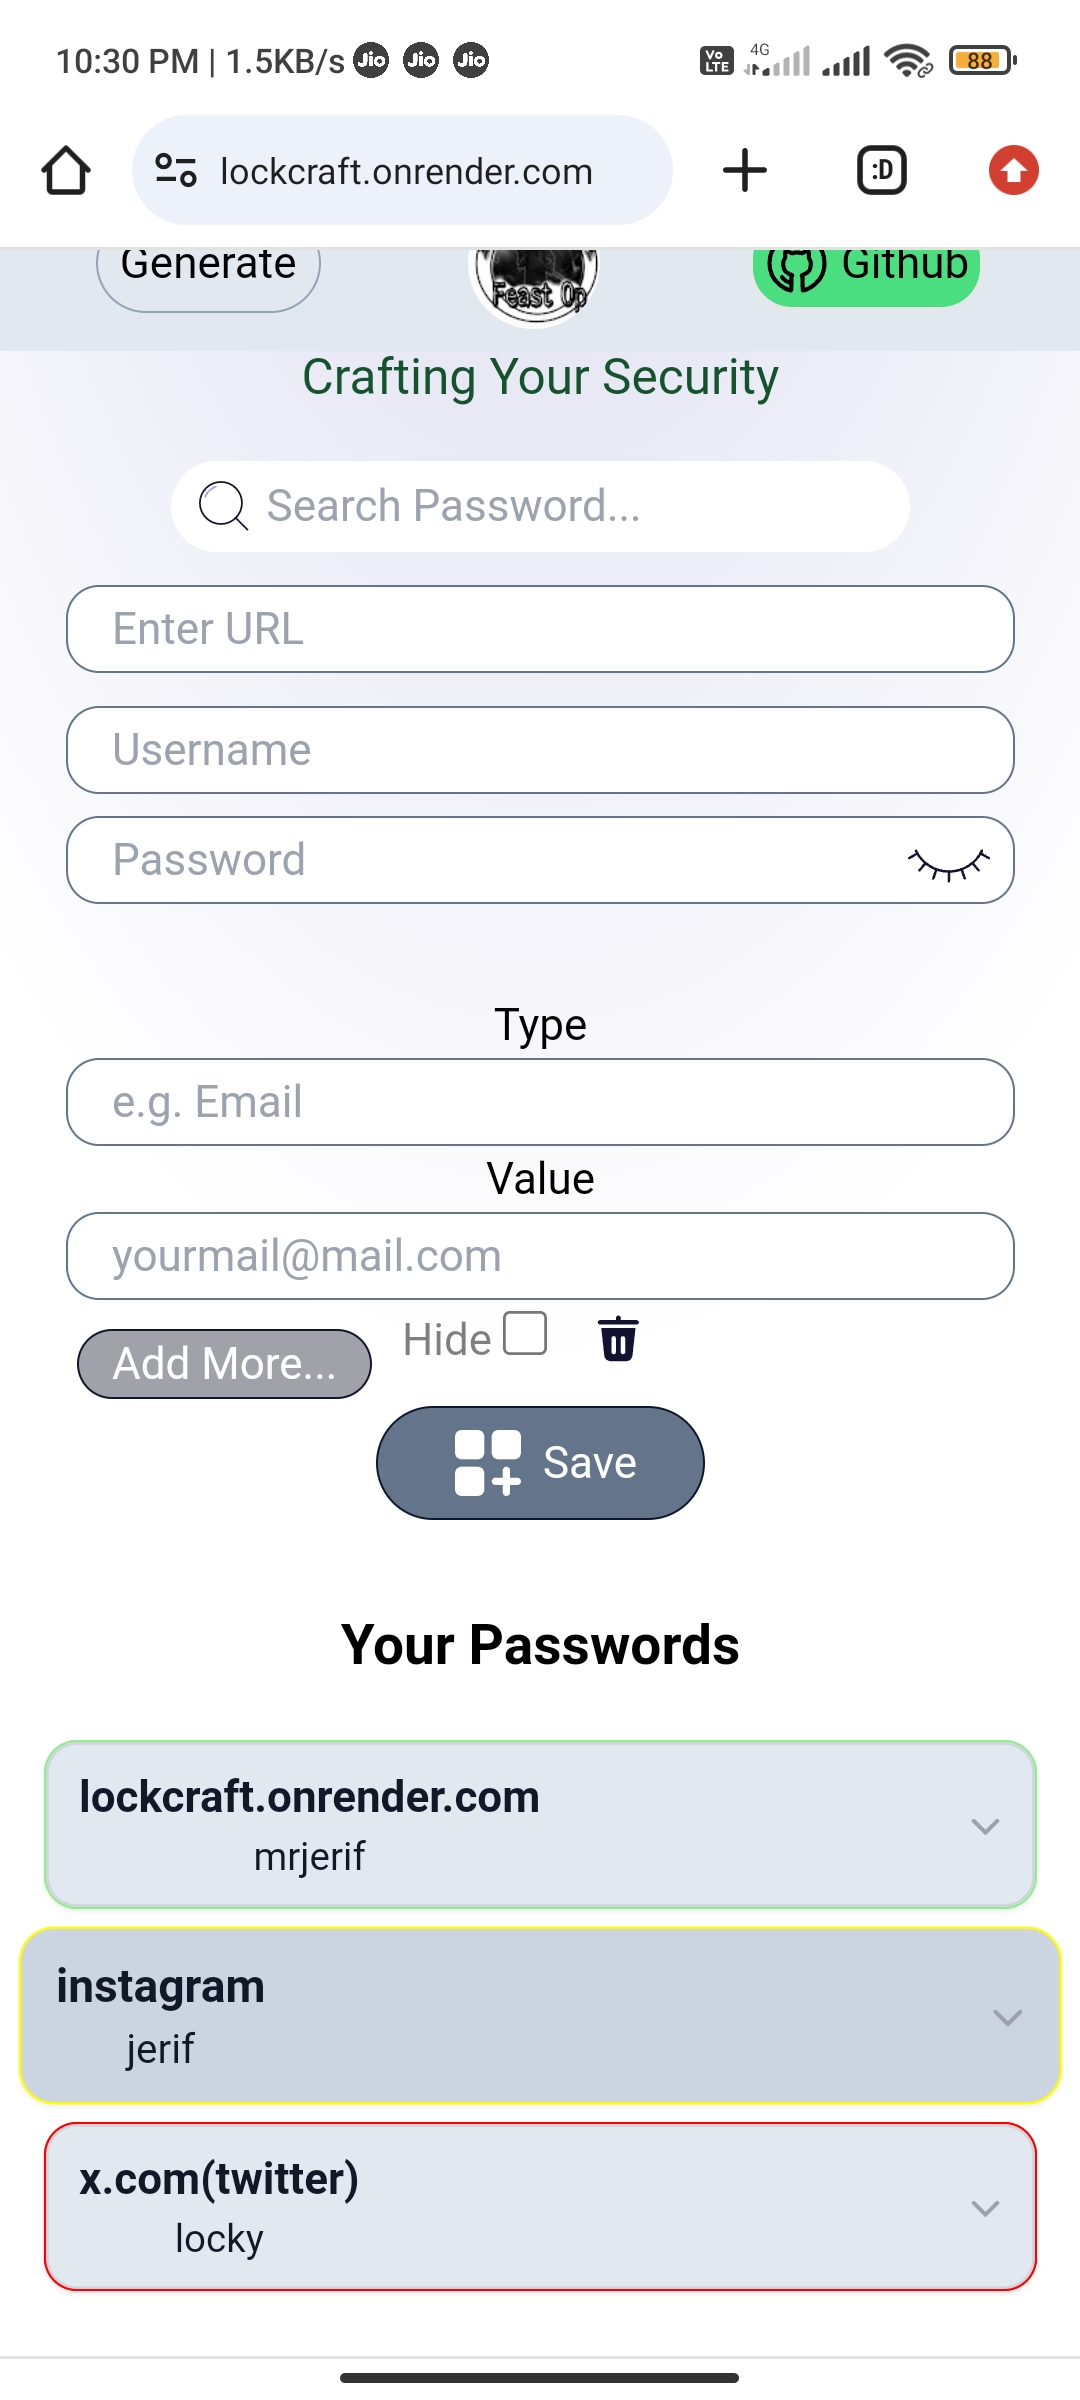 10:30 PM | 1.5KB/s Jio Jio Jio Vo LTE 4G 88
lockcraft.onrender.com :D
Generate Feast Op Github
Crafting Your Security
Search Password...
Enter URL
Username
Password
Type
e.g. Email
Value
yourmail@mail.com
Add More... Hide
Save
Your Passwords
lockcraft.onrender.com
mrjerif
instagram
jerif
x.com(twitter)
locky